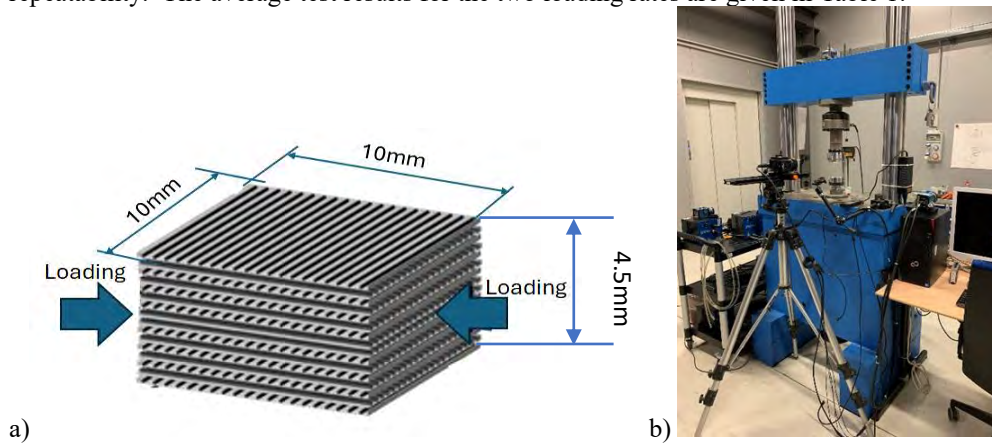 repeatability. The average test results for the two loading rates are given in Table 1.
10mm
10mm
Loading
Loading
4.5mm
a)
b)